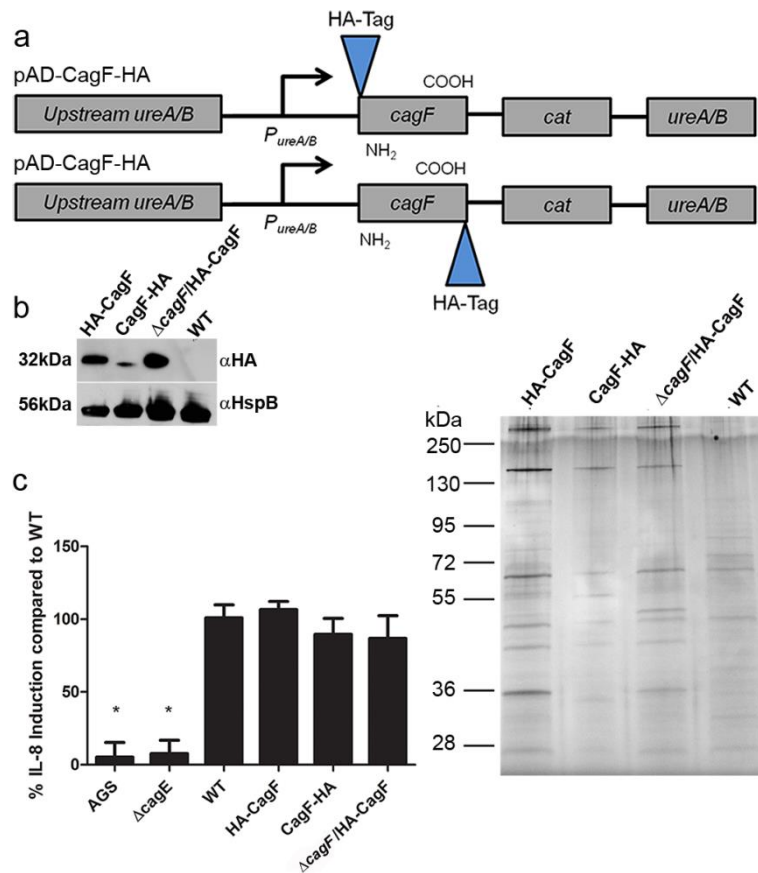 a
HA-Tag
pAD-CagF-HA
COOH
Upstream ureA/B
cagF
cat
ureA/B
PureA/B
NH2
pAD-CagF-HA
COOH
Upstream ureA/B
cagF
cat
ureA/B
PureA/B
NH2
HA-Tag
b
HA-CagF
CagF-HA
ΔcagF/HA-CagF
WT
32kDa
αHA
56kDa
αHspB
HA-CagF
CagF-HA
ΔcagF/HA-CagF
WT
kDa
250
130
95
72
55
36
28
c
% IL-8 Induction compared to WT
150
100
50
0
*
*
AGS
ΔcagE
WT
HA-CagF
CagF-HA
ΔcagF/HA-CagF